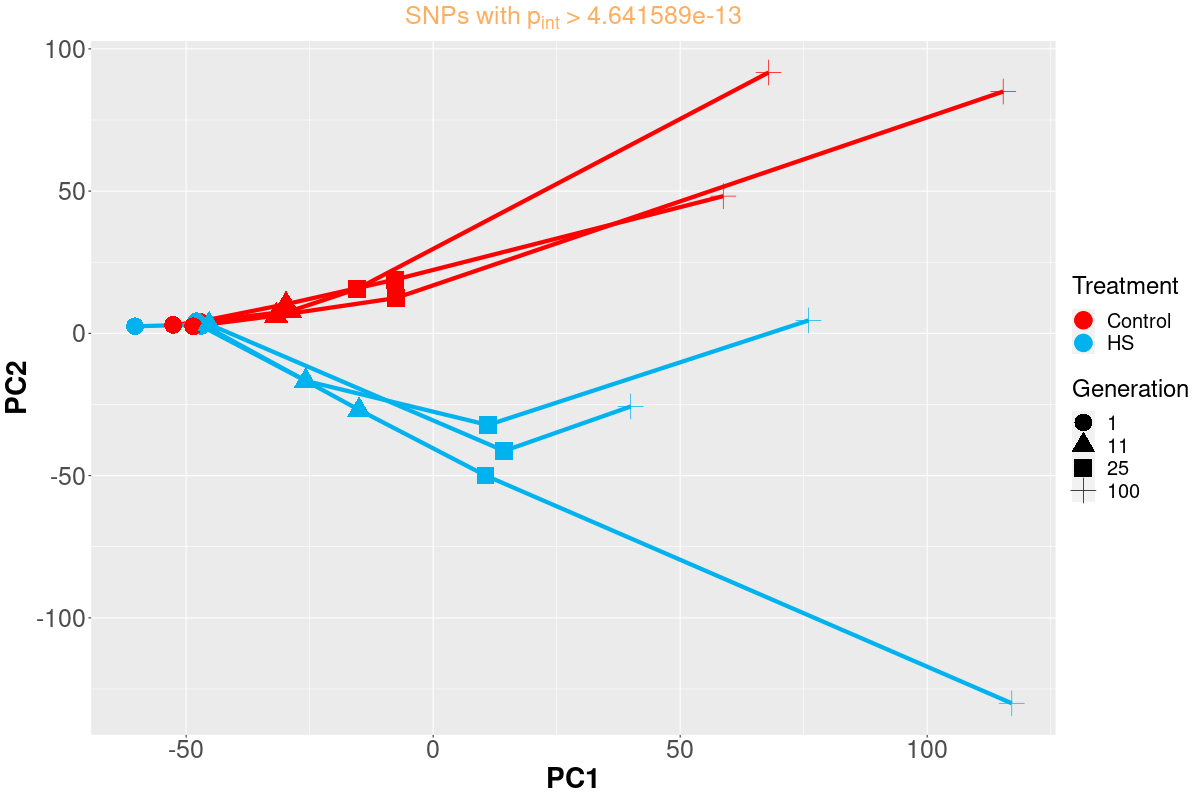 SNPs with pint > 4.641589e-13
100
50
0
-50
-100
PC2
-50 0 50 100
PC1
Treatment
Control
HS
Generation
1
11
25
100